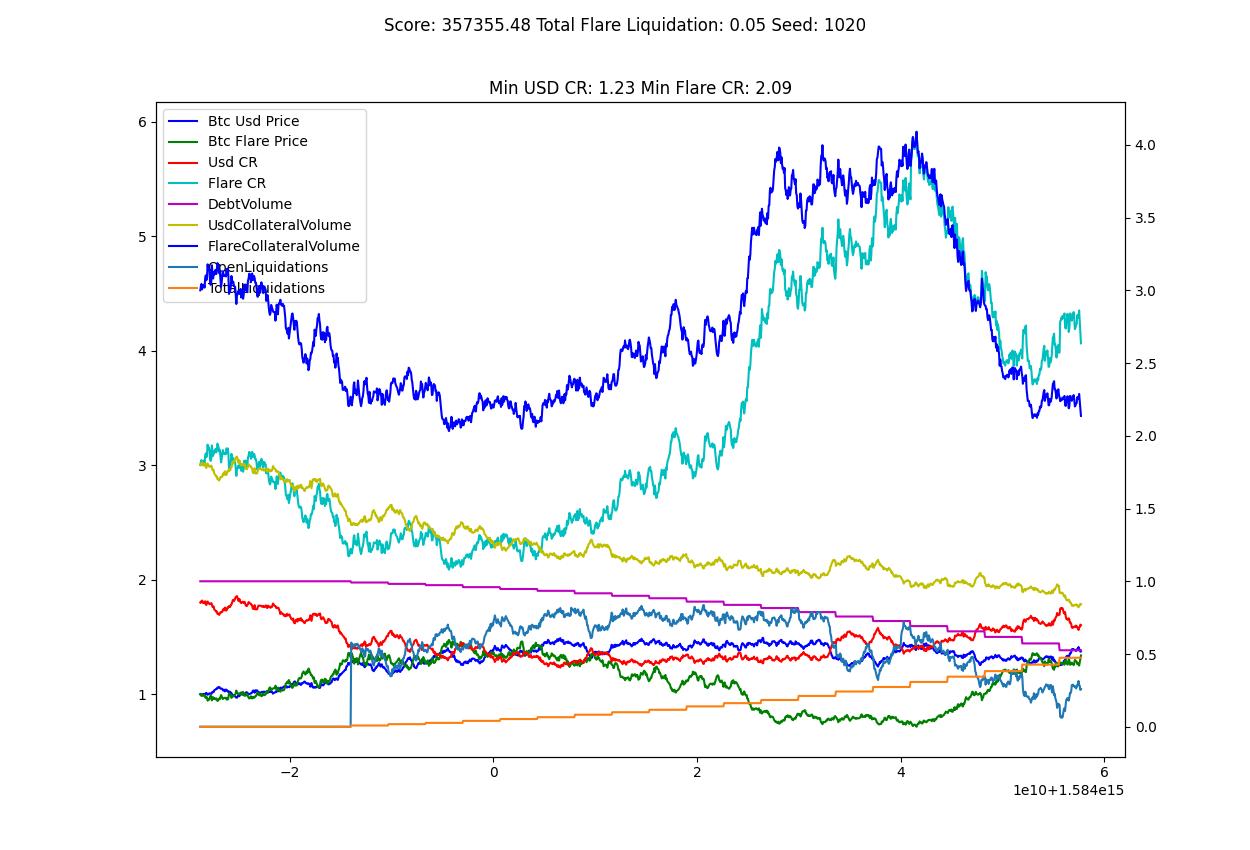 Score: 357355.48 Total Flare Liquidation: 0.05 Seed: 1020
Min USD CR: 1.23 Min Flare CR: 2.09
Btc Usd Price
Btc Flare Price
Usd CR
Flare CR
DebtVolume
UsdCollateralVolume
FlareCollateralVolume
OpenLiquidations
TotalLiquidations
6
5
4
3
2
1
4.0
3.5
3.0
2.5
2.0
1.5
1.0
0.5
0.0
−2
0
2
4
6
1e10+1.584e15